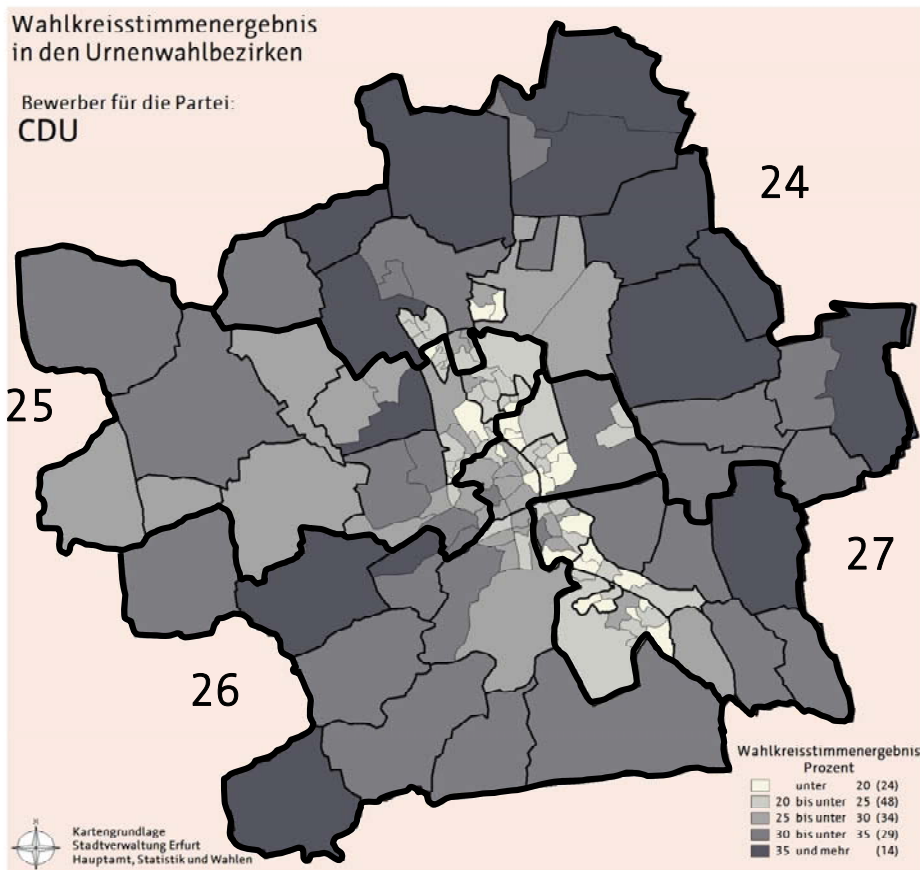 Wahlkreisstimmenergebnis
in den Urnenwahlbezirken
Bewerber für die Partei:
CDU
24
25
27
26
Wahlkreisstimmenergebnis
Prozent
unter 20 (24)
20 bis unter 25 (48)
25 bis unter 30 (34)
30 bis unter 35 (29)
35 und mehr (14)
N
Kartengrundlage
Stadtverwaltung Erfurt
Hauptamt, Statistik und Wahlen